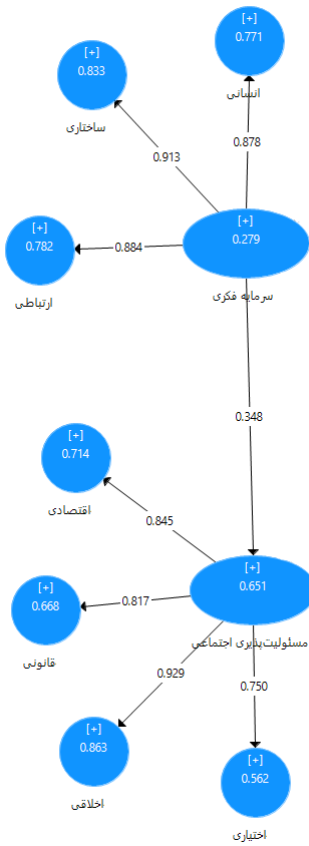 [+]
0.771
انسانی
[+]
0.833
ساختاری
0.913
0.878
[+]
0.782
ارتباطی
0.884
[+]
0.279
سرمایه فکری
0.348
[+]
0.714
اقتصادی
0.845
[+]
0.651
مسئولیت‌پذیری اجتماعی
[+]
0.668
قانونی
0.817
0.929
0.750
[+]
0.863
اخلاقی
[+]
0.562
اختیاری